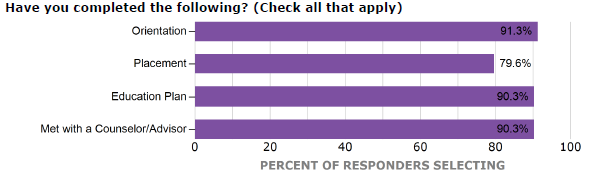 Have you completed the following? (Check all that apply)
Orientation 91.3%
Placement 79.6%
Education Plan 90.3%
Met with a Counselor/Advisor 90.3%
0 20 40 60 80 100
PERCENT OF RESPONDERS SELECTING